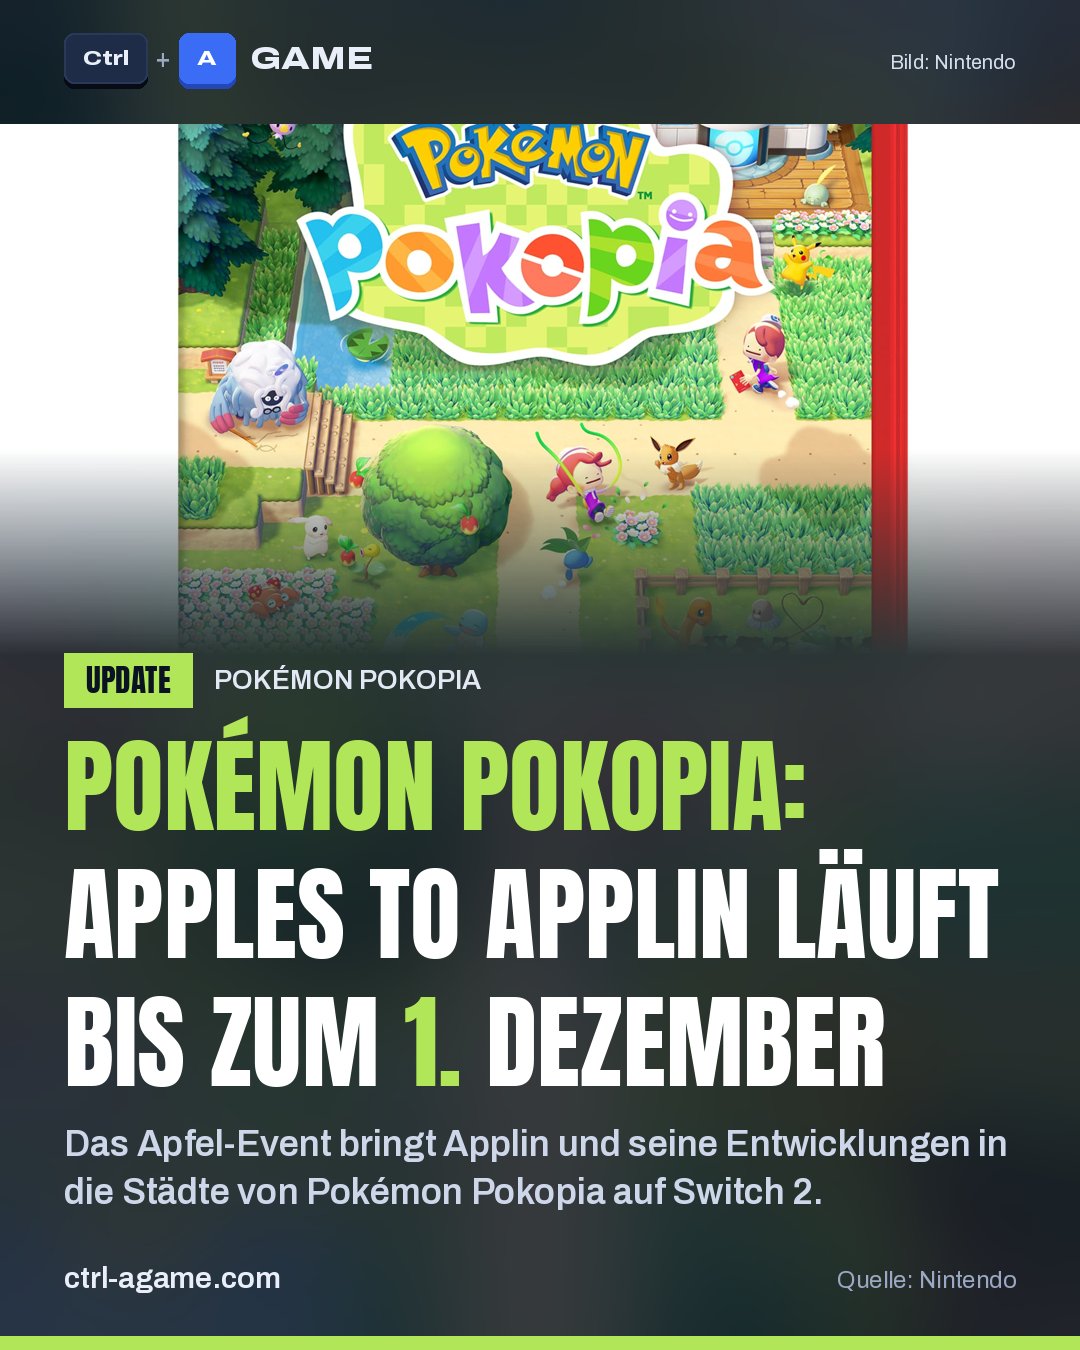 Ctrl + A GAME
Bild: Nintendo
POKÉMON
TM
pokopia
UPDATE
POKÉMON POKOPIA
POKÉMON POKOPIA:
APPLES TO APPLIN LÄUFT
BIS ZUM 1. DEZEMBER
Das Apfel-Event bringt Applin und seine Entwicklungen in
die Städte von Pokémon Pokopia auf Switch 2.
ctrl-agame.com
Quelle: Nintendo